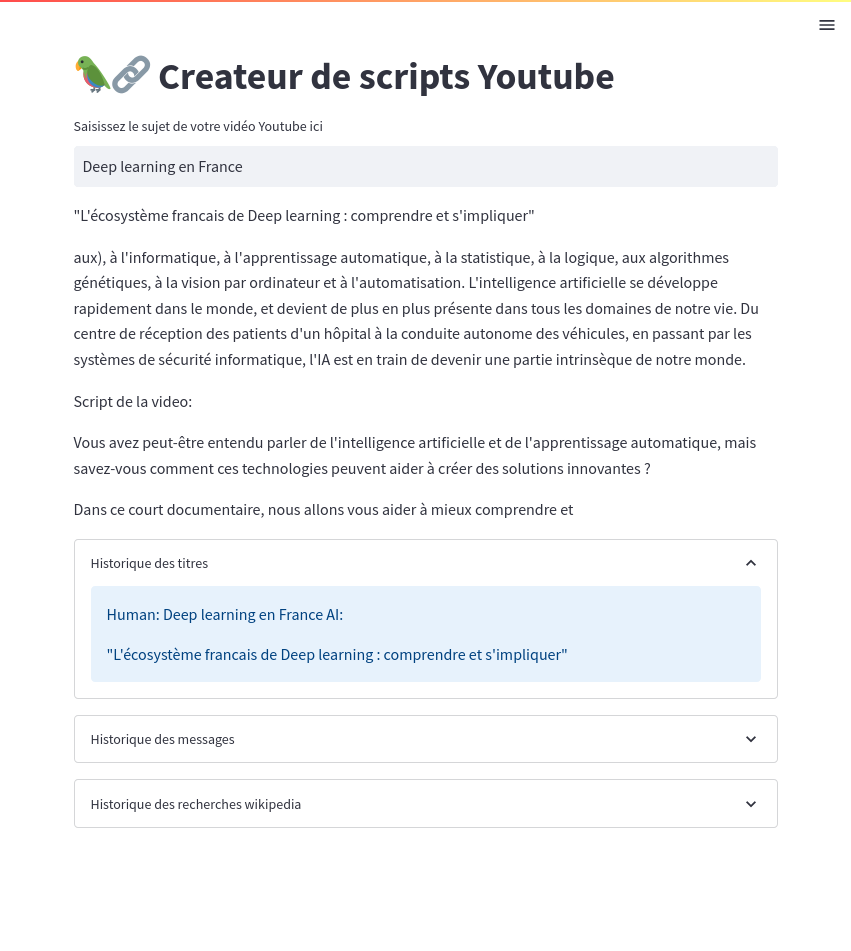 Createur de scripts Youtube
Saisissez le sujet de votre vidéo Youtube ici
Deep learning en France
"L'écosystème francais de Deep learning : comprendre et s'impliquer"
aux), à l'informatique, à l'apprentissage automatique, à la statistique, à la logique, aux algorithmes
génétiques, à la vision par ordinateur et à l'automatisation. L'intelligence artificielle se développe
rapidement dans le monde, et devient de plus en plus présente dans tous les domaines de notre vie. Du
centre de réception des patients d'un hôpital à la conduite autonome des véhicules, en passant par les
systèmes de sécurité informatique, l'IA est en train de devenir une partie intrinsèque de notre monde.
Script de la video:
Vous avez peut-être entendu parler de l'intelligence artificielle et de l'apprentissage automatique, mais
savez-vous comment ces technologies peuvent aider à créer des solutions innovantes ?
Dans ce court documentaire, nous allons vous aider à mieux comprendre et
Historique des titres
Human: Deep learning en France AI:
"L'écosystème francais de Deep learning : comprendre et s'impliquer"
Historique des messages
Historique des recherches wikipedia